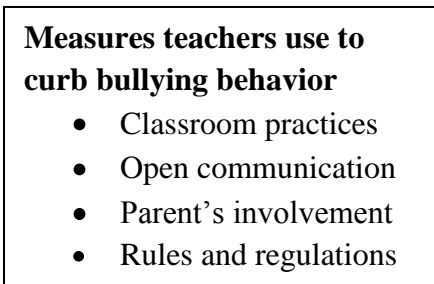 Measures teachers use to
curb bullying behavior
• Classroom practices
• Open communication
• Parent's involvement
• Rules and regulations